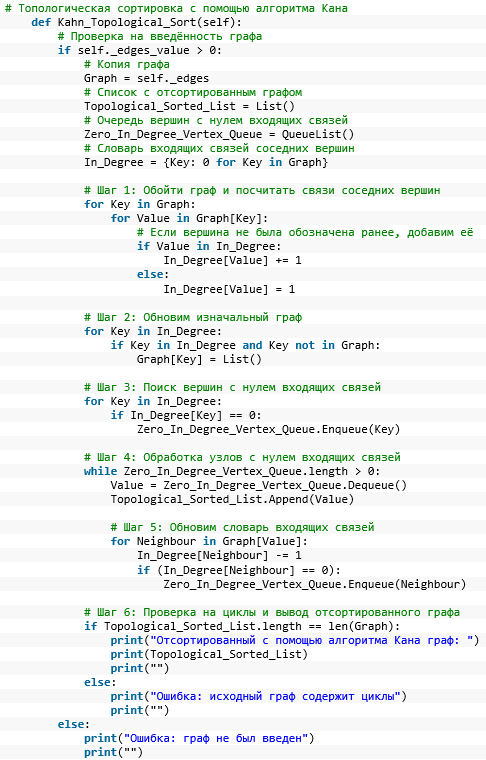 # Топологическая сортировка с помощью алгоритма Кана
    def Kahn_Topological_Sort(self):
        # Проверка на введённость графа
        if self._edges_value > 0:
            # Копия графа
            Graph = self._edges
            # Список с отсортированным графом
            Topological_Sorted_List = List()
            # Очередь вершин с нулем входящих связей
            Zero_In_Degree_Vertex_Queue = QueueList()
            # Словарь входящих связей соседних вершин
            In_Degree = {Key: 0 for Key in Graph}

            # Шаг 1: Обойти граф и посчитать связи соседних вершин
            for Key in Graph:
                for Value in Graph[Key]:
                    # Если вершина не была обозначена ранее, добавим её
                    if Value in In_Degree:
                        In_Degree[Value] += 1
                    else:
                        In_Degree[Value] = 1

            # Шаг 2: Обновим изначальный граф
            for Key in In_Degree:
                if Key in In_Degree and Key not in Graph:
                    Graph[Key] = List()

            # Шаг 3: Поиск вершин с нулем входящих связей
            for Key in In_Degree:
                if In_Degree[Key] == 0:
                    Zero_In_Degree_Vertex_Queue.Enqueue(Key)

            # Шаг 4: Обработка узлов с нулем входящих связей
            while Zero_In_Degree_Vertex_Queue.length > 0:
                Value = Zero_In_Degree_Vertex_Queue.Dequeue()
                Topological_Sorted_List.Append(Value)

                # Шаг 5: Обновим словарь входящих связей
                for Neighbour in Graph[Value]:
                    In_Degree[Neighbour] -= 1
                    if (In_Degree[Neighbour] == 0):
                        Zero_In_Degree_Vertex_Queue.Enqueue(Neighbour)

            # Шаг 6: Проверка на циклы и вывод отсортированного графа
            if Topological_Sorted_List.length == len(Graph):
                print("Отсортированный с помощью алгоритма Кана граф: ")
                print(Topological_Sorted_List)
                print("")
            else:
                print("Ошибка: исходный граф содержит циклы")
                print("")
        else:
            print("Ошибка: граф не был введен")
            print("")